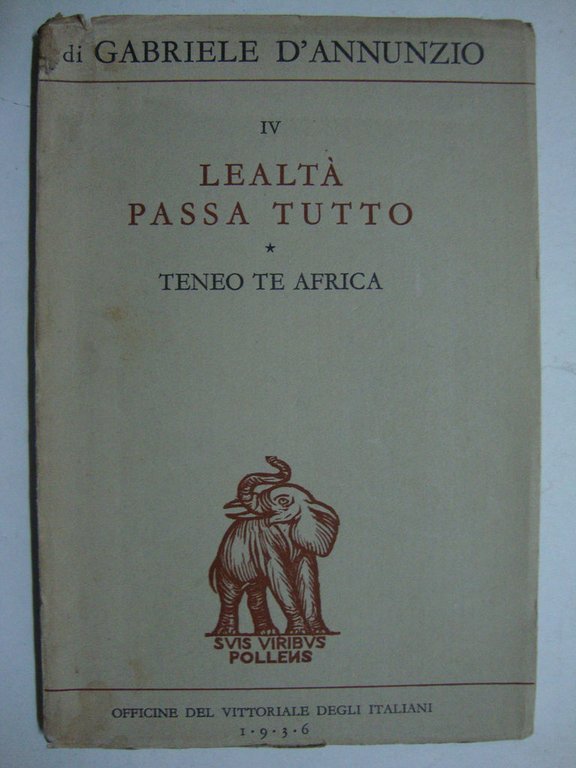 di GABRIELE D'ANNUNZIO
IV
LEALTÀ
PASSA TUTTO
*
TENEO TE AFRICA
SVIS VIRIBVS
POLLENS
OFFICINE DEL VITTORIALE DEGLI ITALIANI
1·9·3·6